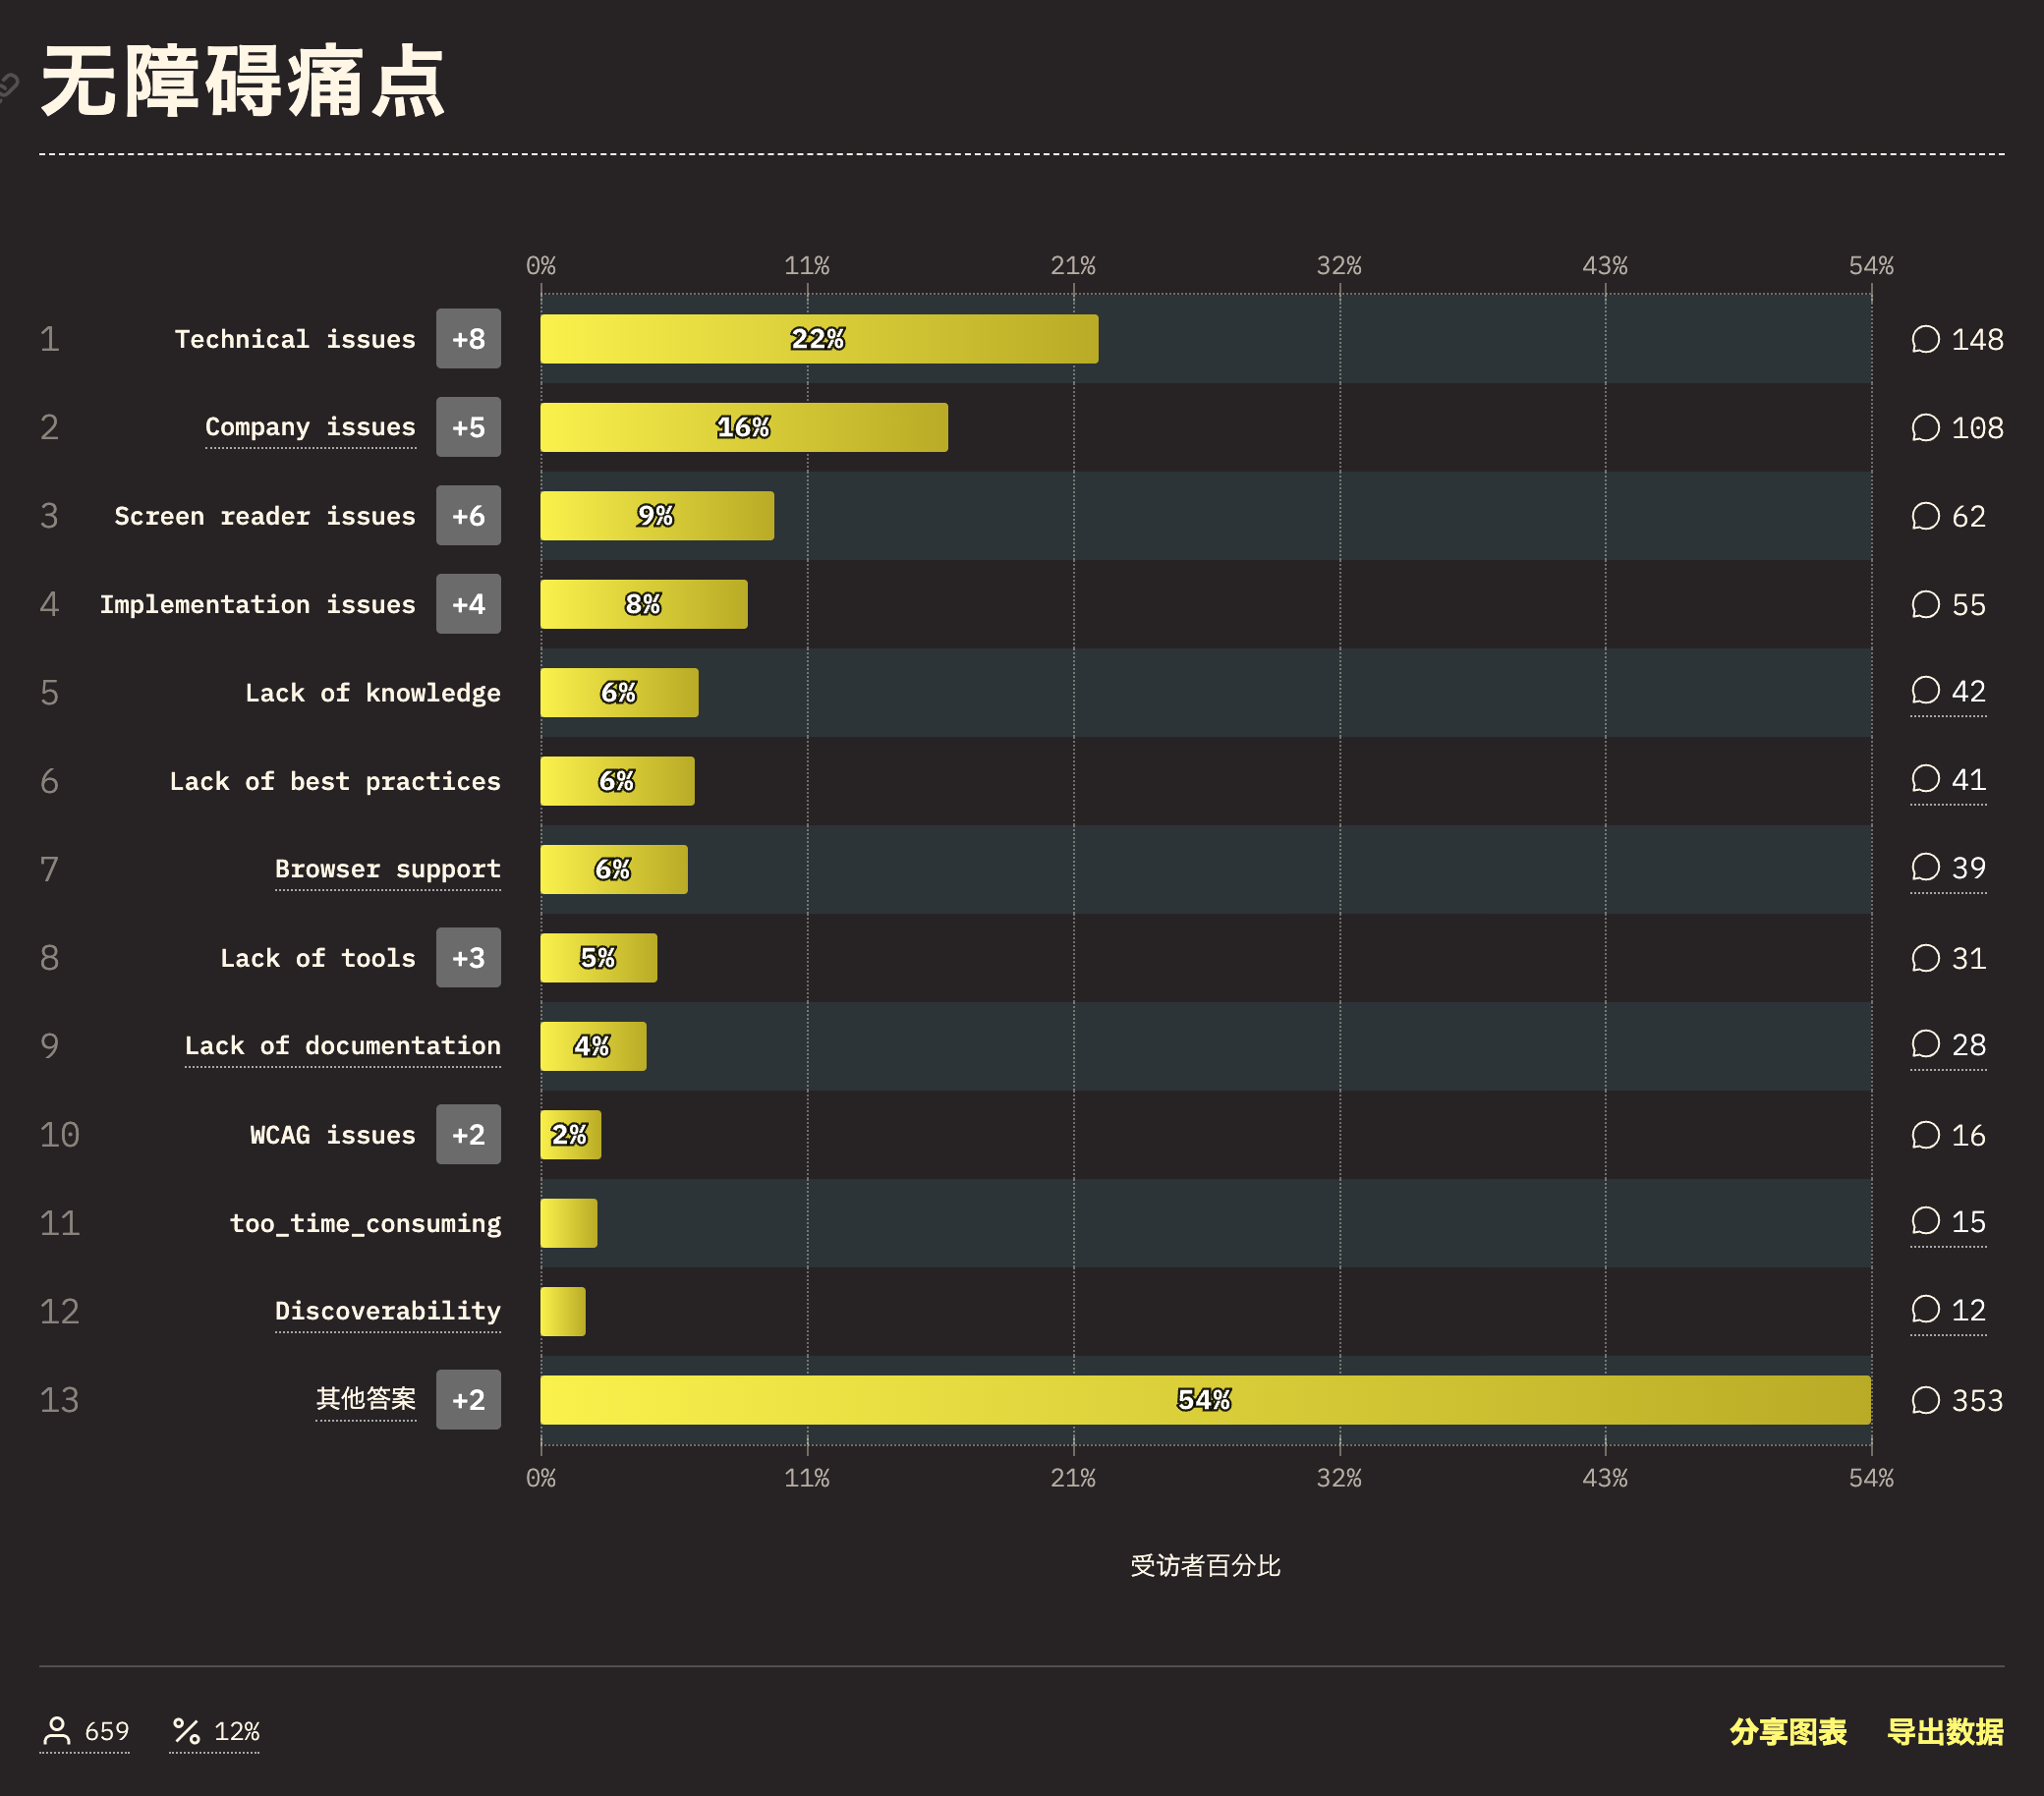 无障碍痛点
0% 11% 21% 32% 43% 54%
1 Technical issues +8 22% 148
2 Company issues +5 16% 108
3 Screen reader issues +6 9% 62
4 Implementation issues +4 8% 55
5 Lack of knowledge 6% 42
6 Lack of best practices 6% 41
7 Browser support 6% 39
8 Lack of tools +3 5% 31
9 Lack of documentation 4% 28
10 WCAG issues +2 2% 16
11 too_time_consuming 15
12 Discoverability 12
13 其他答案 +2 54% 353
0% 11% 21% 32% 43% 54%
受访者百分比
659 12% 分享图表 导出数据